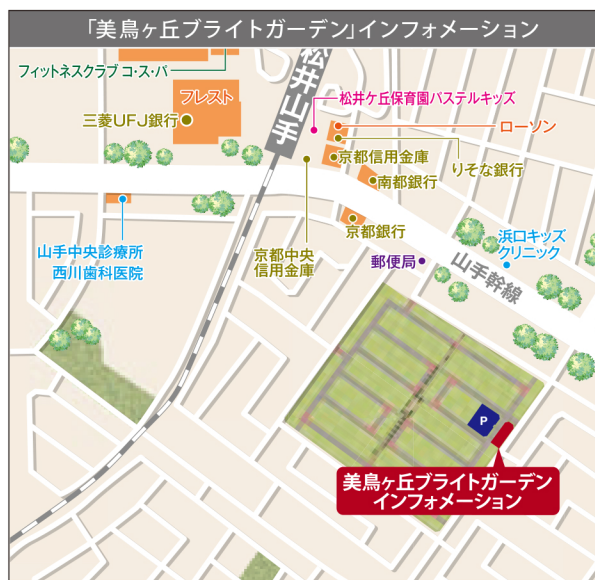 「美鳥ヶ丘ブライトガーデン」インフォメーション
フィットネスクラブ コ・ス・パ
フレスト
三菱UFJ銀行
松井山手
松井ケ丘保育園パステルキッズ
ローソン
京都信用金庫
りそな銀行
南都銀行
京都銀行
京都中央
信用金庫
山手中央診療所
西川歯科医院
郵便局
浜口キッズ
クリニック
山手幹線
P
美鳥ヶ丘ブライトガーデン
インフォメーション